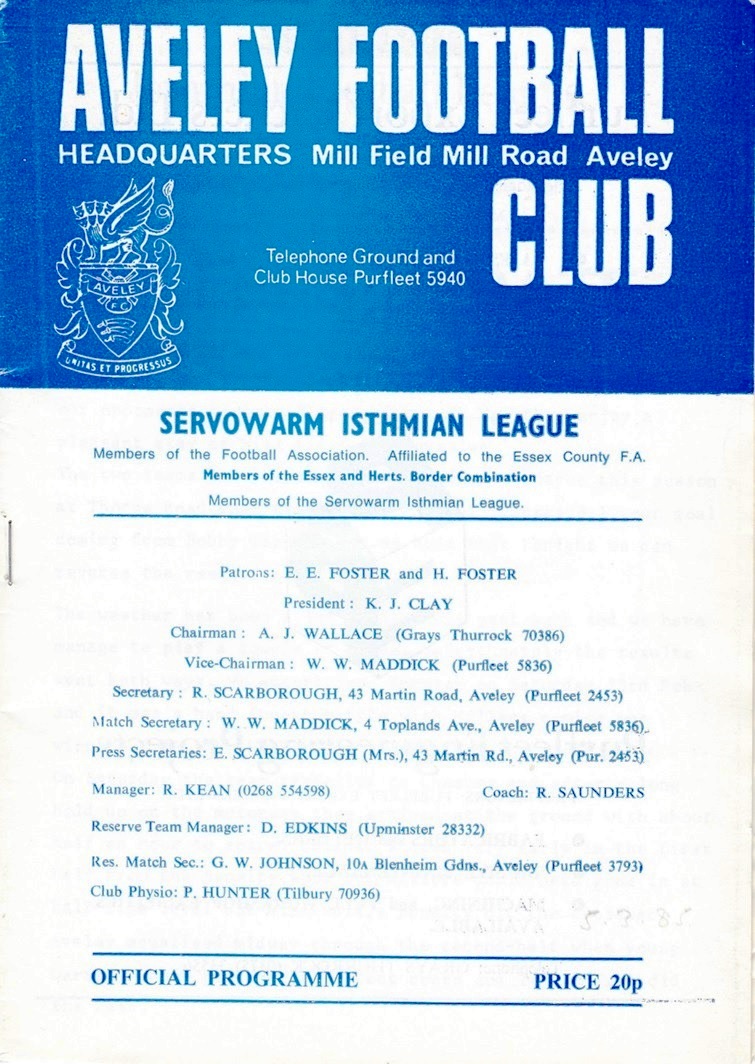 AVELEY FOOTBALL
HEADQUARTERS Mill Field Mill Road Aveley
CLUB
Telephone Ground and
Club House Purfleet 5940
AVELEY
F C
UNITAS ET PROGRESSUS
SERVOWARM ISTHMIAN LEAGUE
Members of the Football Association. Affiliated to the Essex County F.A.
Members of the Essex and Herts. Border Combination
Members of the Servowarm Isthmian League.
Patrons: E. E. FOSTER and H. FOSTER
President : K. J. CLAY
Chairman : A. J. WALLACE (Grays Thurrock 70386)
Vice-Chairman : W. W. MADDICK (Purfleet 5836)
Secretary : R. SCARBOROUGH, 43 Martin Road, Aveley (Purfleet 2453)
Match Secretary : W. W. MADDICK, 4 Toplands Ave., Aveley (Purfleet 5836).
Press Secretaries: E. SCARBOROUGH (Mrs.), 43 Martin Rd., Aveley (Pur. 2453)
Manager: R. KEAN (0268 554598) Coach: R. SAUNDERS
Reserve Team Manager: D. EDKINS (Upminster 28332)
Res. Match Sec.: G. W. JOHNSON, 10A Blenheim Gdns., Aveley (Purfleet 3793)
Club Physio: P. HUNTER (Tilbury 70936)
OFFICIAL PROGRAMME PRICE 20p